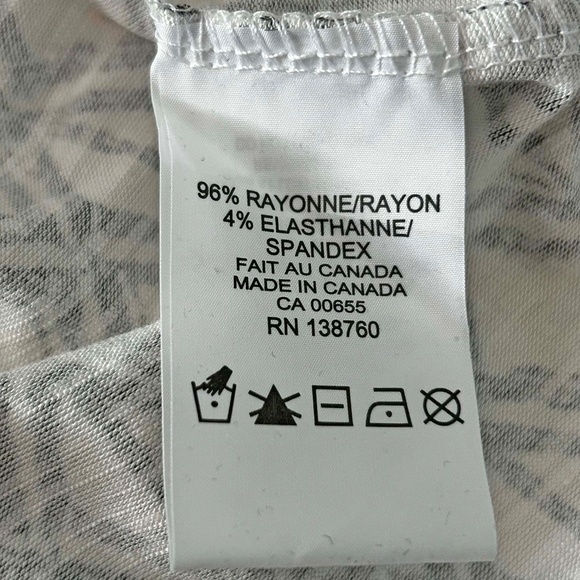 96% RAYONNE/RAYON
4% ELASTHANNE/
SPANDEX
FAIT AU CANADA
MADE IN CANADA
CA 00655
RN 138760